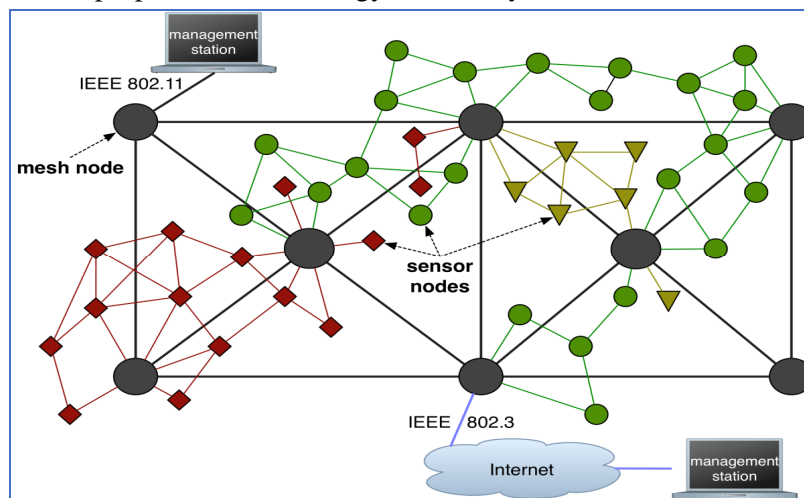 management
station
IEEE 802.11
mesh node
sensor
nodes
IEEE 802.3
Internet
management
station